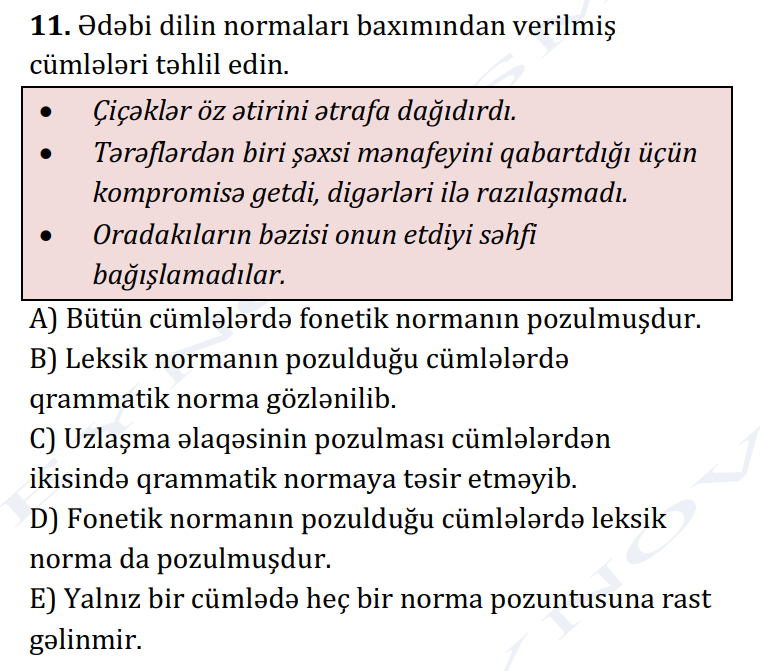 11. Ədəbi dilin normaları baxımından verilmiş
cümlələri təhlil edin.
• Çiçəklər öz ətirini ətrafa dağıdırdı.
• Tərəflərdən biri şəxsi mənafeyini qabartdığı üçün
kompromisə getdi, digərləri ilə razılaşmadı.
• Oradakıların bəzisi onun etdiyi səhfi
bağışlamadılar.
A) Bütün cümlələrdə fonetik normanın pozulmuşdur.
B) Leksik normanın pozulduğu cümlələrdə
qrammatik norma gözlənilib.
C) Uzlaşma əlaqəsinin pozulması cümlələrdən
ikisində qrammatik normaya təsir etməyib.
D) Fonetik normanın pozulduğu cümlələrdə leksik
norma da pozulmuşdur.
E) Yalnız bir cümlədə heç bir norma pozuntusuna rast
gəlinmir.